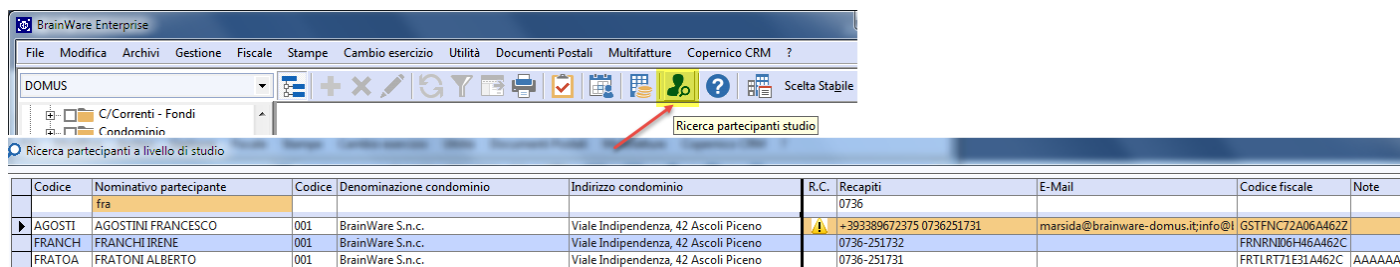 BrainWare Enterprise
File Modifica Archivi Gestione Fiscale Stampe Cambio esercizio Utilità Documenti Postali Multifatture Copernico CRM ?
DOMUS Scelta Stabile
C/Correnti - Fondi
Condominio
Ricerca partecipanti studio
Ricerca partecipanti a livello di studio
Codice Nominativo partecipante Codice Denominazione condominio Indirizzo condominio R.C. Recapiti E-Mail Codice fiscale Note
fra 0736
AGOSTI AGOSTINI FRANCESCO 001 BrainWare S.n.c. Viale Indipendenza, 42 Ascoli Piceno +393389672375 0736251731 marsida@brainware-domus.it;info@l GSTFNC72A06A462Z
FRANCH FRANCHI IRENE 001 BrainWare S.n.c. Viale Indipendenza, 42 Ascoli Piceno 0736-251732 FRNRNI06H46A462C
FRATOA FRATONI ALBERTO 001 BrainWare S.n.c. Viale Indipendenza, 42 Ascoli Piceno 0736-251731 FRTLRT71E31A462C AAAAAA